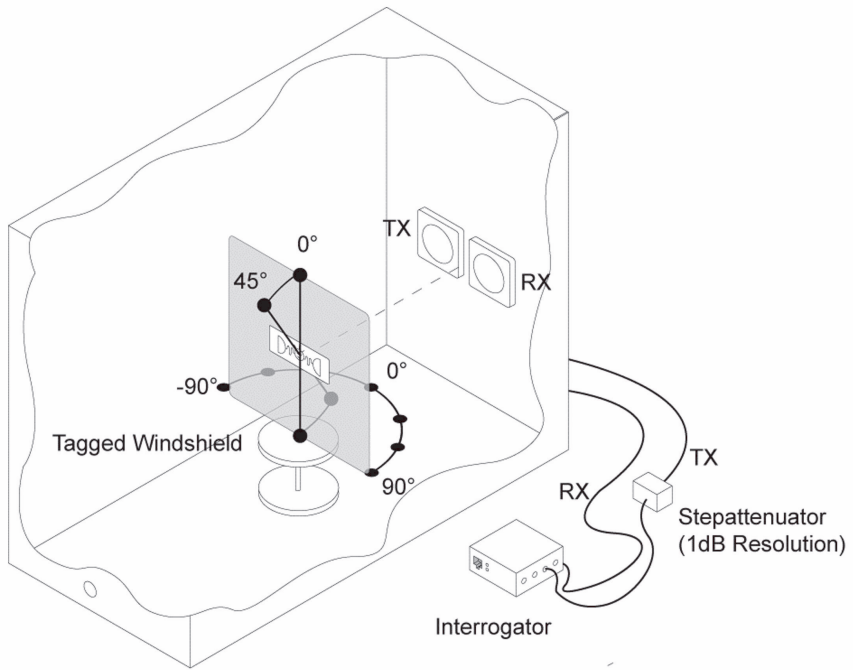 0°
TX
45°
RX
-90°
0°
Tagged Windshield
90°
TX
RX
Stepattenuator
(1dB Resolution)
Interrogator